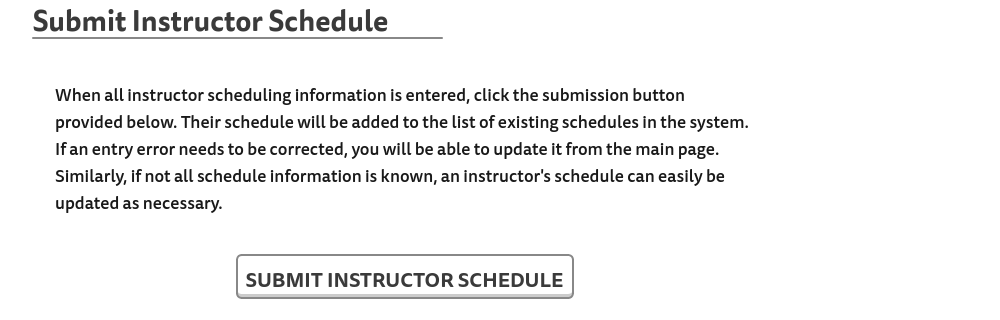 Submit Instructor Schedule
When all instructor scheduling information is entered, click the submission button
provided below. Their schedule will be added to the list of existing schedules in the system.
If an entry error needs to be corrected, you will be able to update it from the main page.
Similarly, if not all schedule information is known, an instructor's schedule can easily be
updated as necessary.
SUBMIT INSTRUCTOR SCHEDULE